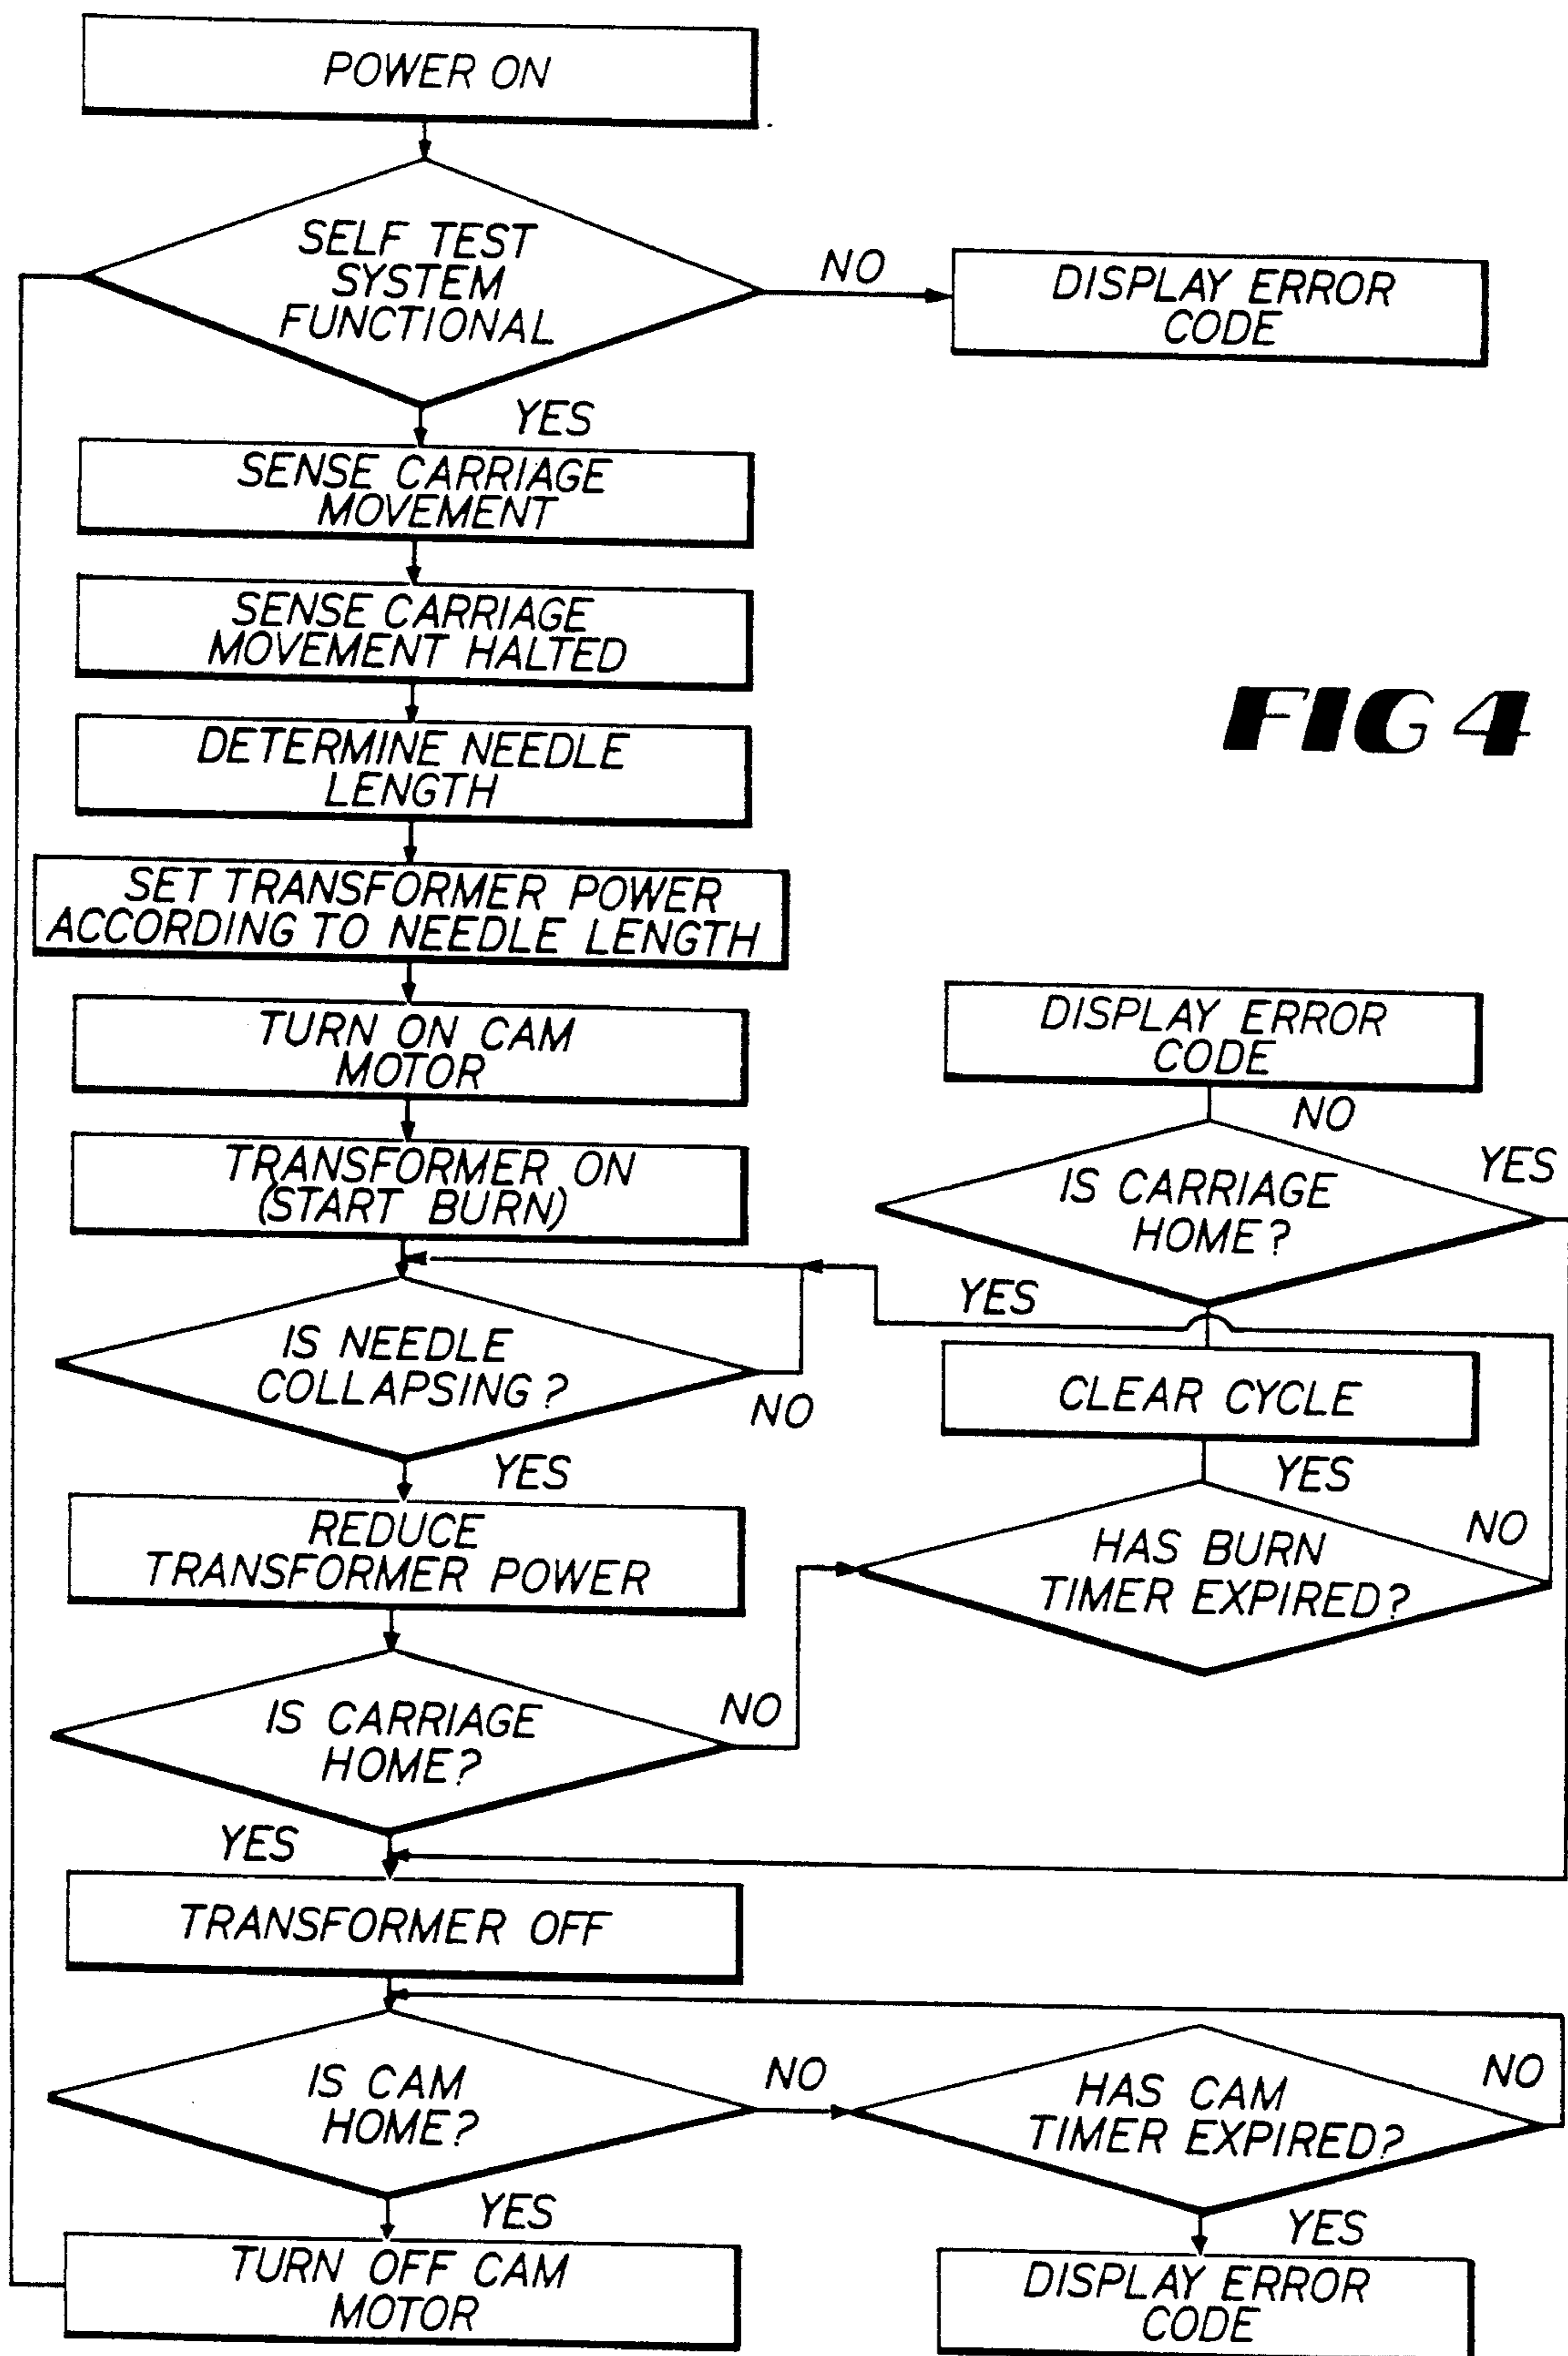 POWER ON
SELF TEST
SYSTEM
FUNCTIONAL
NO
DISPLAY ERROR
CODE
YES
SENSE CARRIAGE
MOVEMENT
SENSE CARRIAGE
MOVEMENT HALTED
FIG 4
DETERMINE NEEDLE
LENGTH
SET TRANSFORMER POWER
ACCORDING TO NEEDLE LENGTH
TURN ON CAM
MOTOR
TRANSFORMER ON
(START BURN)
DISPLAY ERROR
CODE
NO
IS CARRIAGE
HOME?
YES
IS NEEDLE
COLLAPSING?
NO
YES
YES
CLEAR CYCLE
YES
HAS BURN
TIMER EXPIRED?
NO
REDUCE
TRANSFORMER POWER
IS CARRIAGE
HOME?
NO
YES
TRANSFORMER OFF
IS CAM
HOME?
NO
HAS CAM
TIMER EXPIRED?
NO
YES
YES
TURN OFF CAM
MOTOR
DISPLAY ERROR
CODE